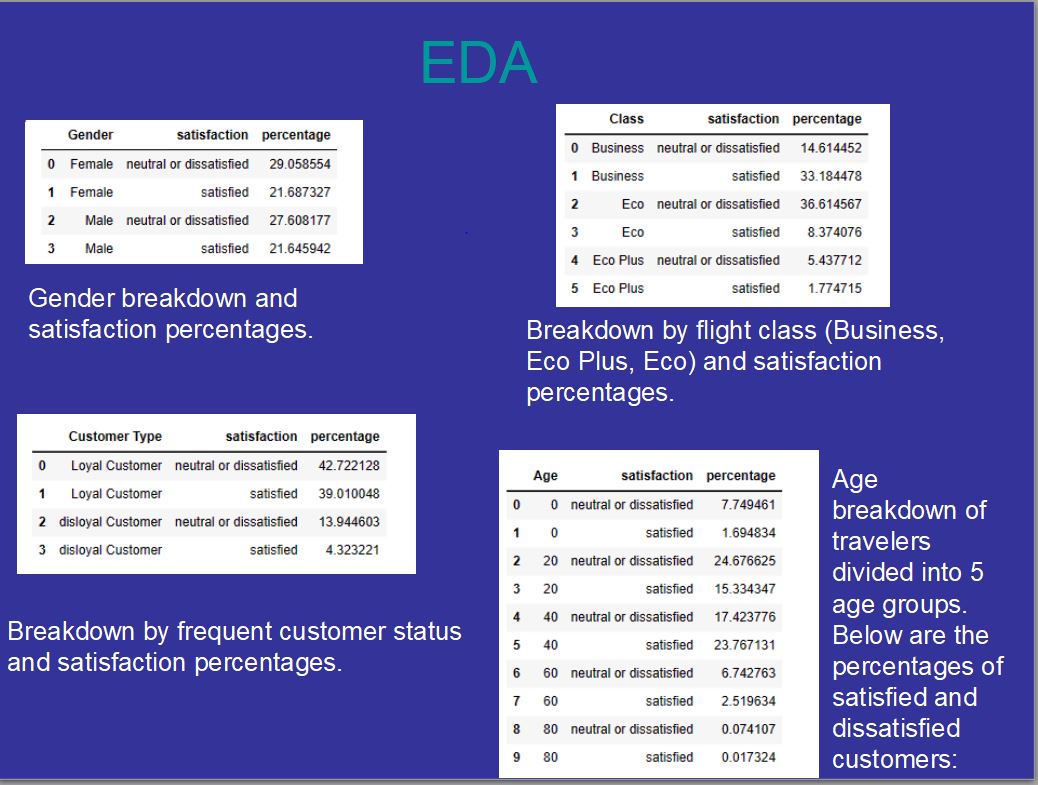 EDA
Gender satisfaction percentage
0 Female neutral or dissatisfied 29.058554
1 Female satisfied 21.687327
2 Male neutral or dissatisfied 27.608177
3 Male satisfied 21.645942
Gender breakdown and
satisfaction percentages.
Class satisfaction percentage
0 Business neutral or dissatisfied 14.614452
1 Business satisfied 33.184478
2 Eco neutral or dissatisfied 36.614567
3 Eco satisfied 8.374076
4 Eco Plus neutral or dissatisfied 5.437712
5 Eco Plus satisfied 1.774715
Breakdown by flight class (Business,
Eco Plus, Eco) and satisfaction
percentages.
Customer Type satisfaction percentage
0 Loyal Customer neutral or dissatisfied 42.722128
1 Loyal Customer satisfied 39.010048
2 disloyal Customer neutral or dissatisfied 13.944603
3 disloyal Customer satisfied 4.323221
Breakdown by frequent customer status
and satisfaction percentages.
Age satisfaction percentage
0 0 neutral or dissatisfied 7.749461
1 0 satisfied 1.694834
2 20 neutral or dissatisfied 24.676625
3 20 satisfied 15.334347
4 40 neutral or dissatisfied 17.423776
5 40 satisfied 23.767131
6 60 neutral or dissatisfied 6.742763
7 60 satisfied 2.519634
8 80 neutral or dissatisfied 0.074107
9 80 satisfied 0.017324
Age
breakdown of
travelers
divided into 5
age groups.
Below are the
percentages of
satisfied and
dissatisfied
customers: